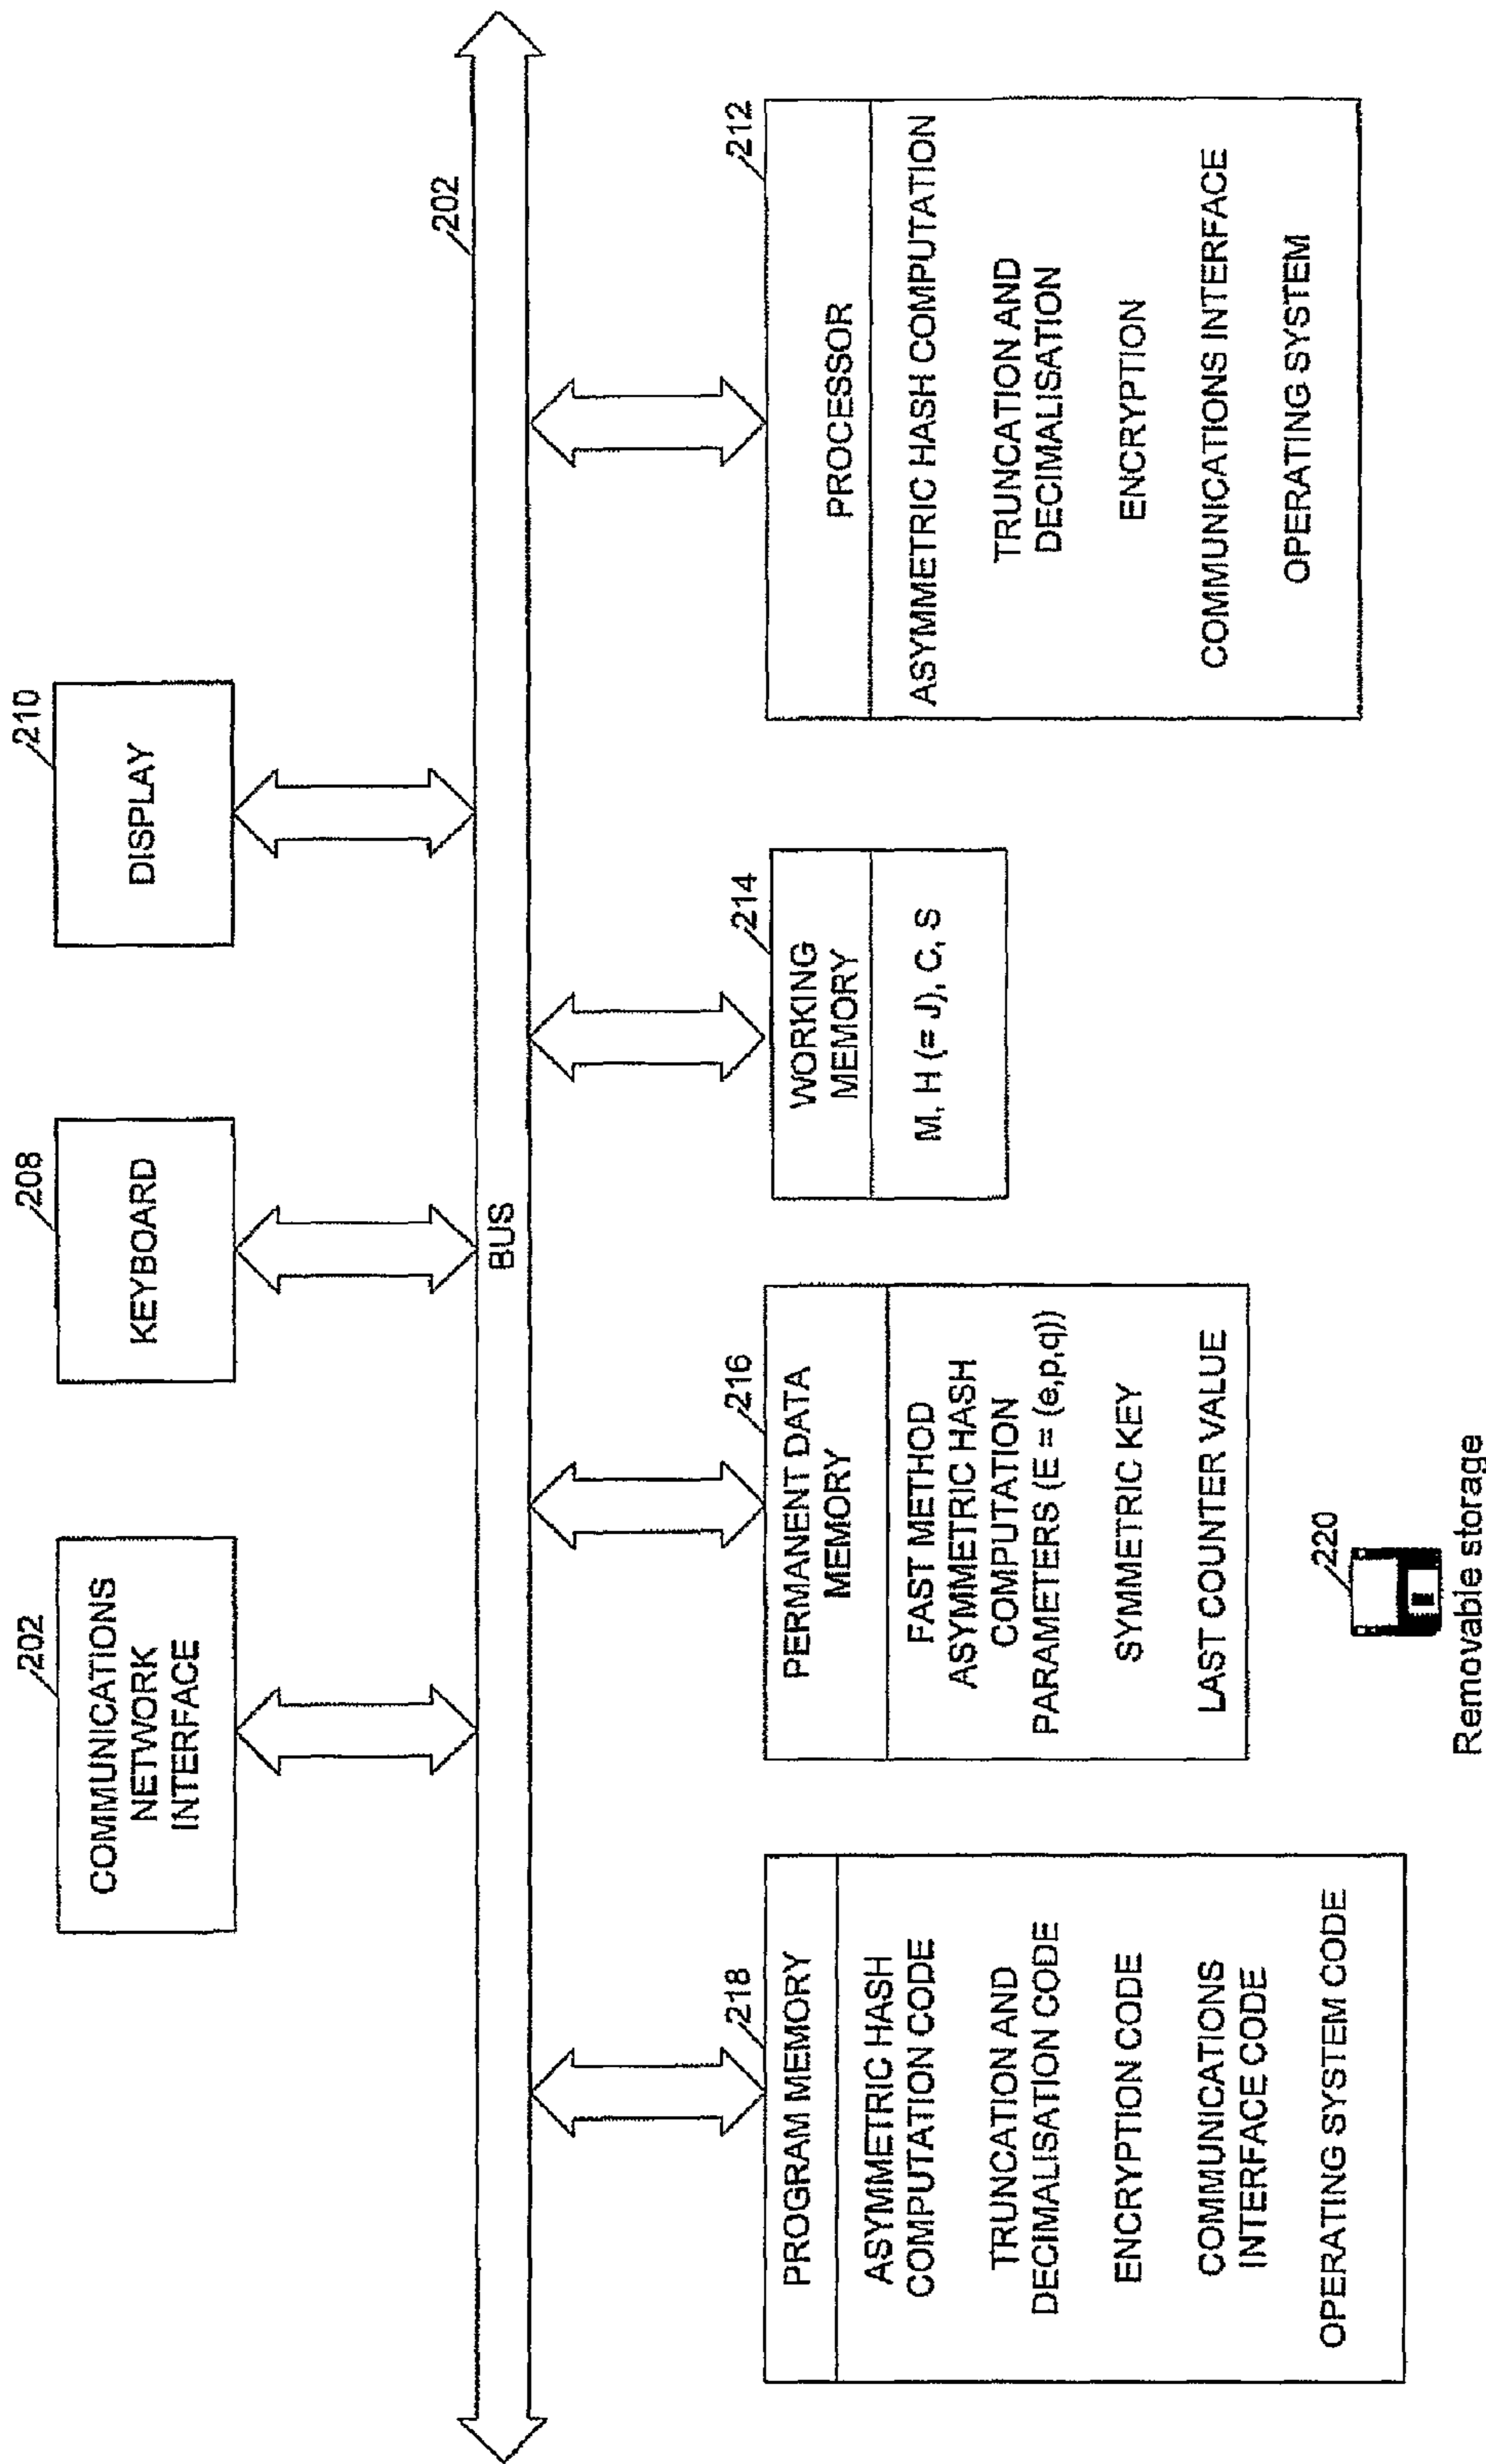 202
COMMUNICATIONS
NETWORK
INTERFACE
208
KEYBOARD
210
DISPLAY
202
BUS
218
PROGRAM MEMORY
ASYMMETRIC HASH
COMPUTATION CODE
TRUNCATION AND
DECIMALISATION CODE
ENCRYPTION CODE
COMMUNICATIONS
INTERFACE CODE
OPERATING SYSTEM CODE
216
PERMANENT DATA
MEMORY
FAST METHOD
ASYMMETRIC HASH
COMPUTATION
PARAMETERS (E = (e,p,q))
SYMMETRIC KEY
LAST COUNTER VALUE
220
Removable storage
214
WORKING
MEMORY
M, H (= J), C, S
212
PROCESSOR
ASYMMETRIC HASH COMPUTATION
TRUNCATION AND
DECIMALISATION
ENCRYPTION
COMMUNICATIONS INTERFACE
OPERATING SYSTEM